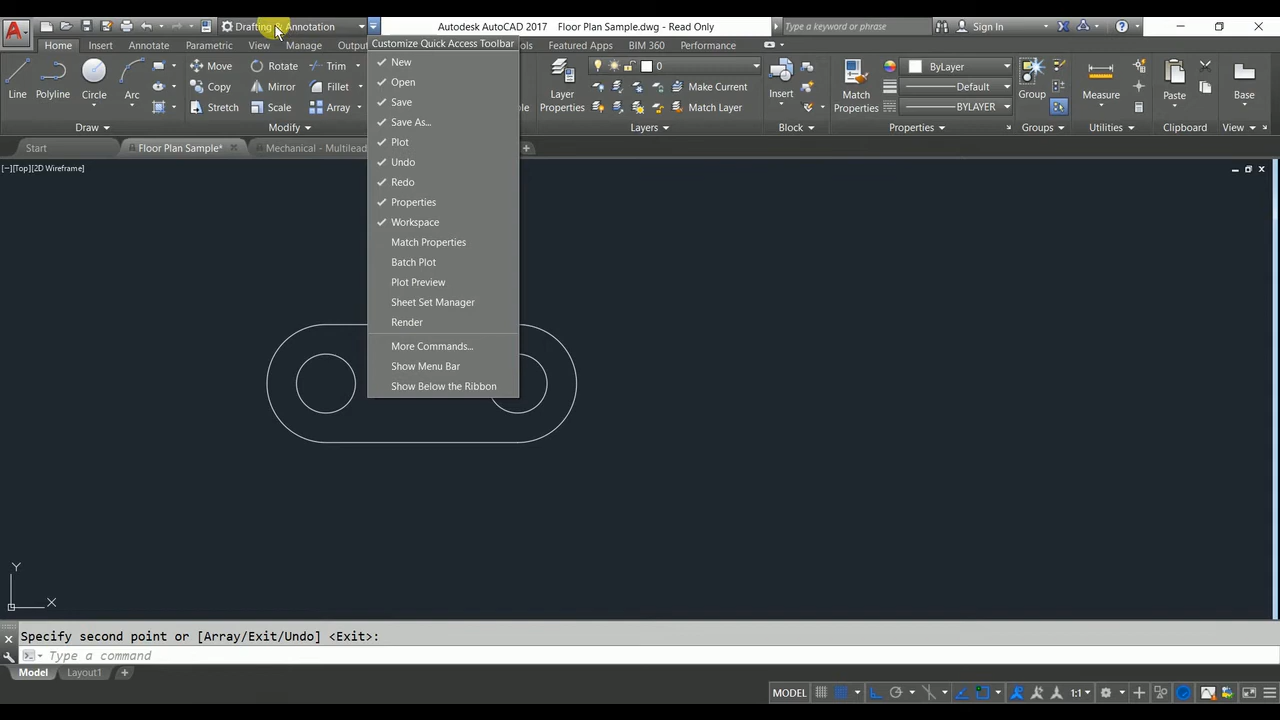 Drafting & Annotation
Autodesk AutoCAD 2017 Floor Plan Sample.dwg - Read Only
Type a keyword or phrase
Sign In
Home Insert Annotate Parametric View Manage Output
Featured Apps BIM 360 Performance
Customize Quick Access Toolbar
New
Open
Save
Save As...
Plot
Undo
Redo
Properties
Workspace
Match Properties
Batch Plot
Plot Preview
Sheet Set Manager
Render
More Commands...
Show Menu Bar
Show Below the Ribbon
Line
Polyline
Circle
Arc
Move
Rotate
Trim
Copy
Mirror
Fillet
Stretch
Scale
Array
Draw
Modify
Layer
Properties
0
Make Current
Match Layer
Layers
Insert
Block
Match
Properties
ByLayer
Default
BYLAYER
Properties
Group
Groups
Measure
Utilities
Paste
Clipboard
Base
View
Start
Floor Plan Sample*
Mechanical - Multilead
[−][Top][2D Wireframe]
Y
X
Specify second point or [Array/Exit/Undo] <Exit>:
Type a command
Model Layout1
MODEL
1:1